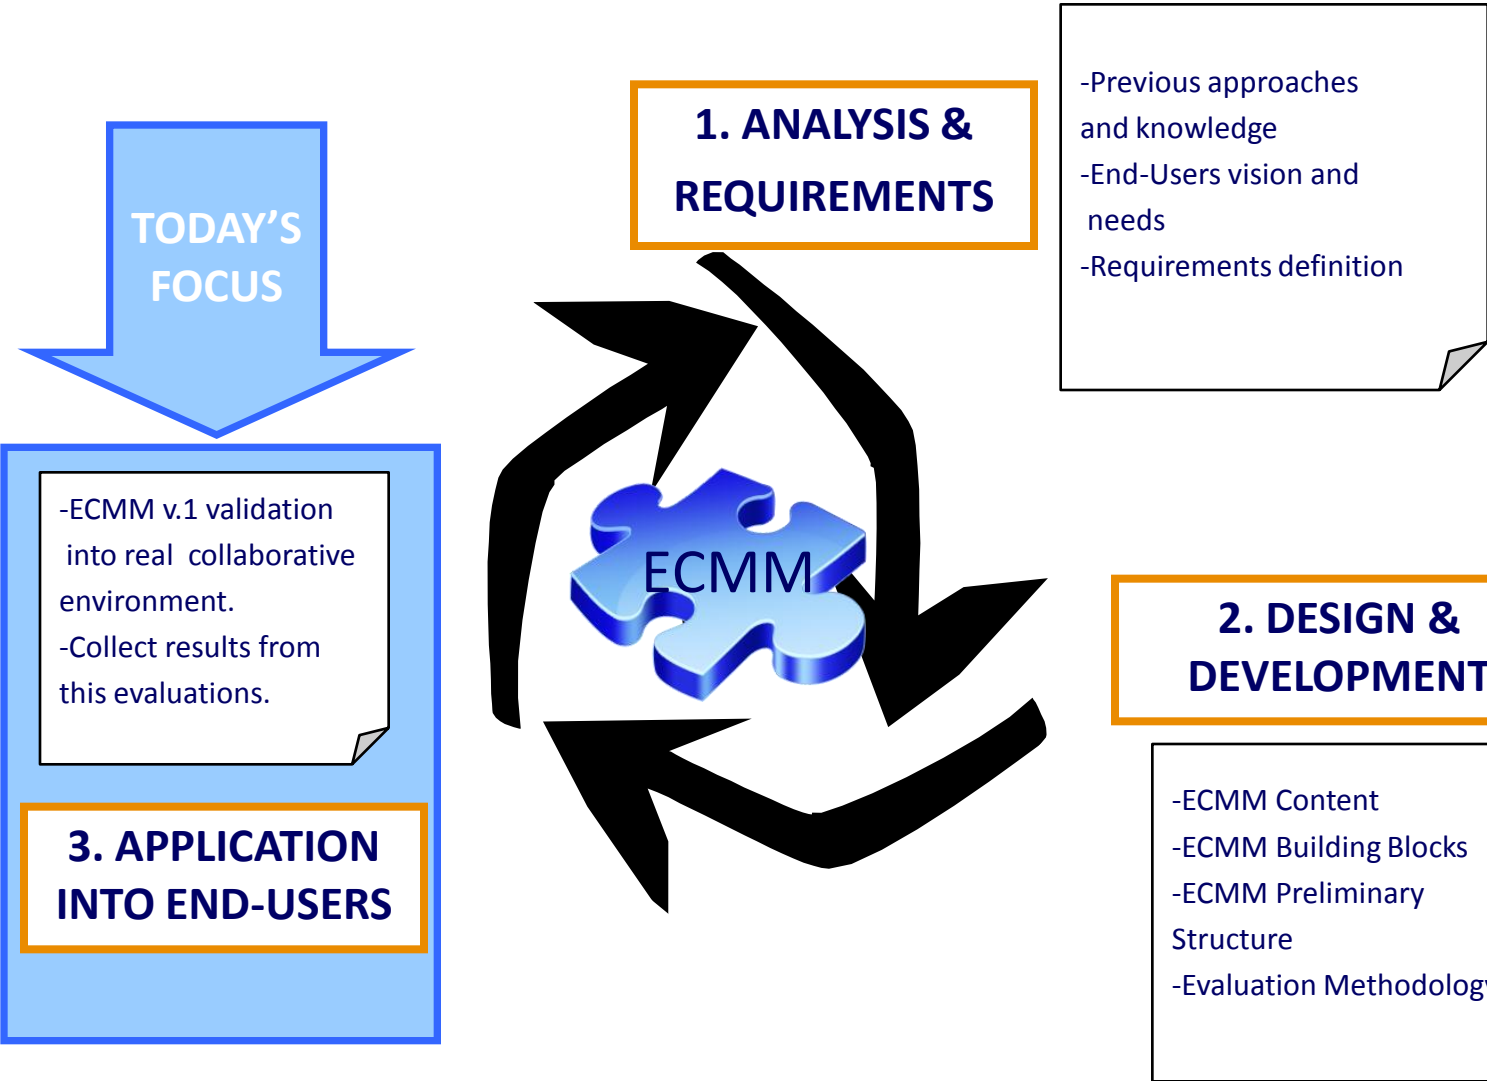 1. ANALYSIS &
REQUIREMENTS
-Previous approaches
and knowledge
-End-Users vision and
needs
-Requirements definition
TODAY’S
FOCUS
-ECMM v.1 validation
into real collaborative
environment.
-Collect results from
this evaluations.
3. APPLICATION
INTO END-USERS
ECMM
2. DESIGN &
DEVELOPMENT
-ECMM Content
-ECMM Building Blocks
-ECMM Preliminary
Structure
-Evaluation Methodology